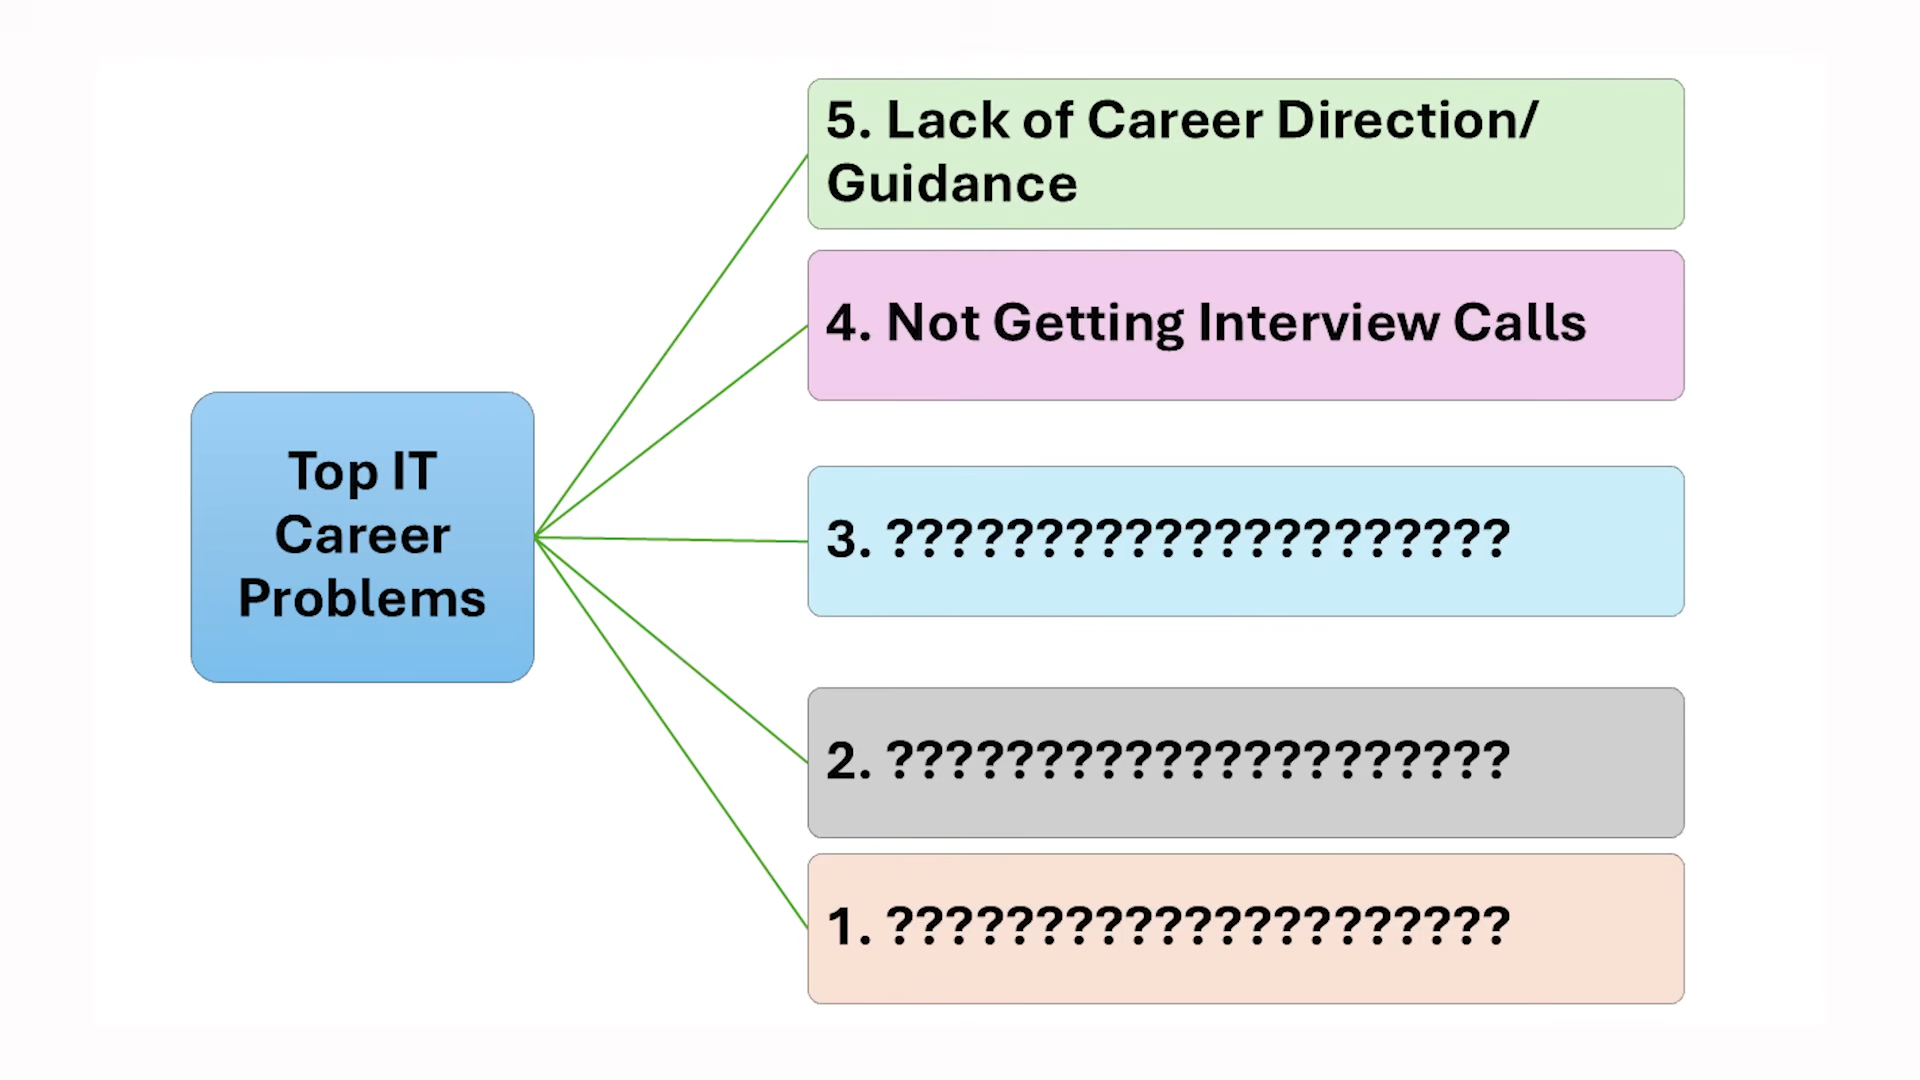 Top IT
Career
Problems
5. Lack of Career Direction/
Guidance
4. Not Getting Interview Calls
3. ?????????????????????
2. ?????????????????????
1. ?????????????????????